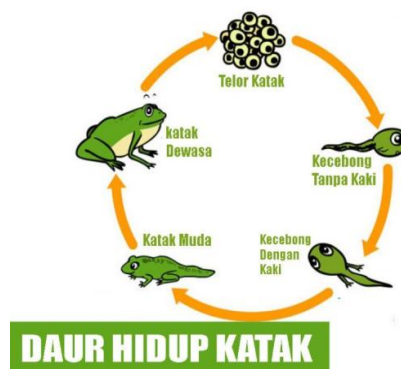 Telor Katak
katak
Dewasa
Kecebong
Tanpa Kaki
Katak Muda
Kecebong
Dengan
Kaki
DAUR HIDUP KATAK